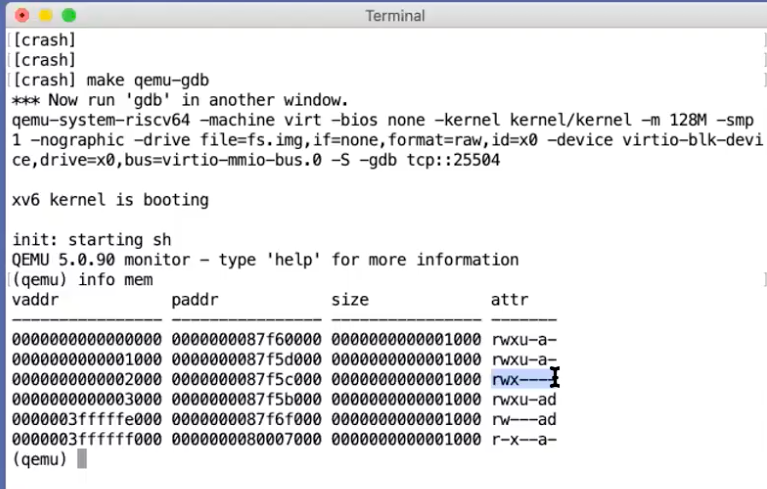 Terminal
[crash]
[crash]
[crash] make qemu-gdb
*** Now run 'gdb' in another window.
qemu-system-riscv64 -machine virt -bios none -kernel kernel/kernel -m 128M -smp
1 -nographic -drive file=fs.img,if=none,format=raw,id=x0 -device virtio-blk-devi
ce,drive=x0,bus=virtio-mmio-bus.0 -S -gdb tcp::25504
xv6 kernel is booting
init: starting sh
QEMU 5.0.90 monitor - type 'help' for more information
(qemu) info mem
vaddr paddr size attr
---------------- ---------------- ---------------- -------
0000000000000000 0000000087f60000 0000000000001000 rwxu-a-
0000000000001000 0000000087f5d000 0000000000001000 rwxu-a-
0000000000002000 0000000087f5c000 0000000000001000 rwx----
0000000000003000 0000000087f5b000 0000000000001000 rwxu-ad
0000003fffffe000 0000000087f6f000 0000000000001000 rw---ad
0000003ffffff000 0000000080007000 0000000000001000 r-x--a-
(qemu)